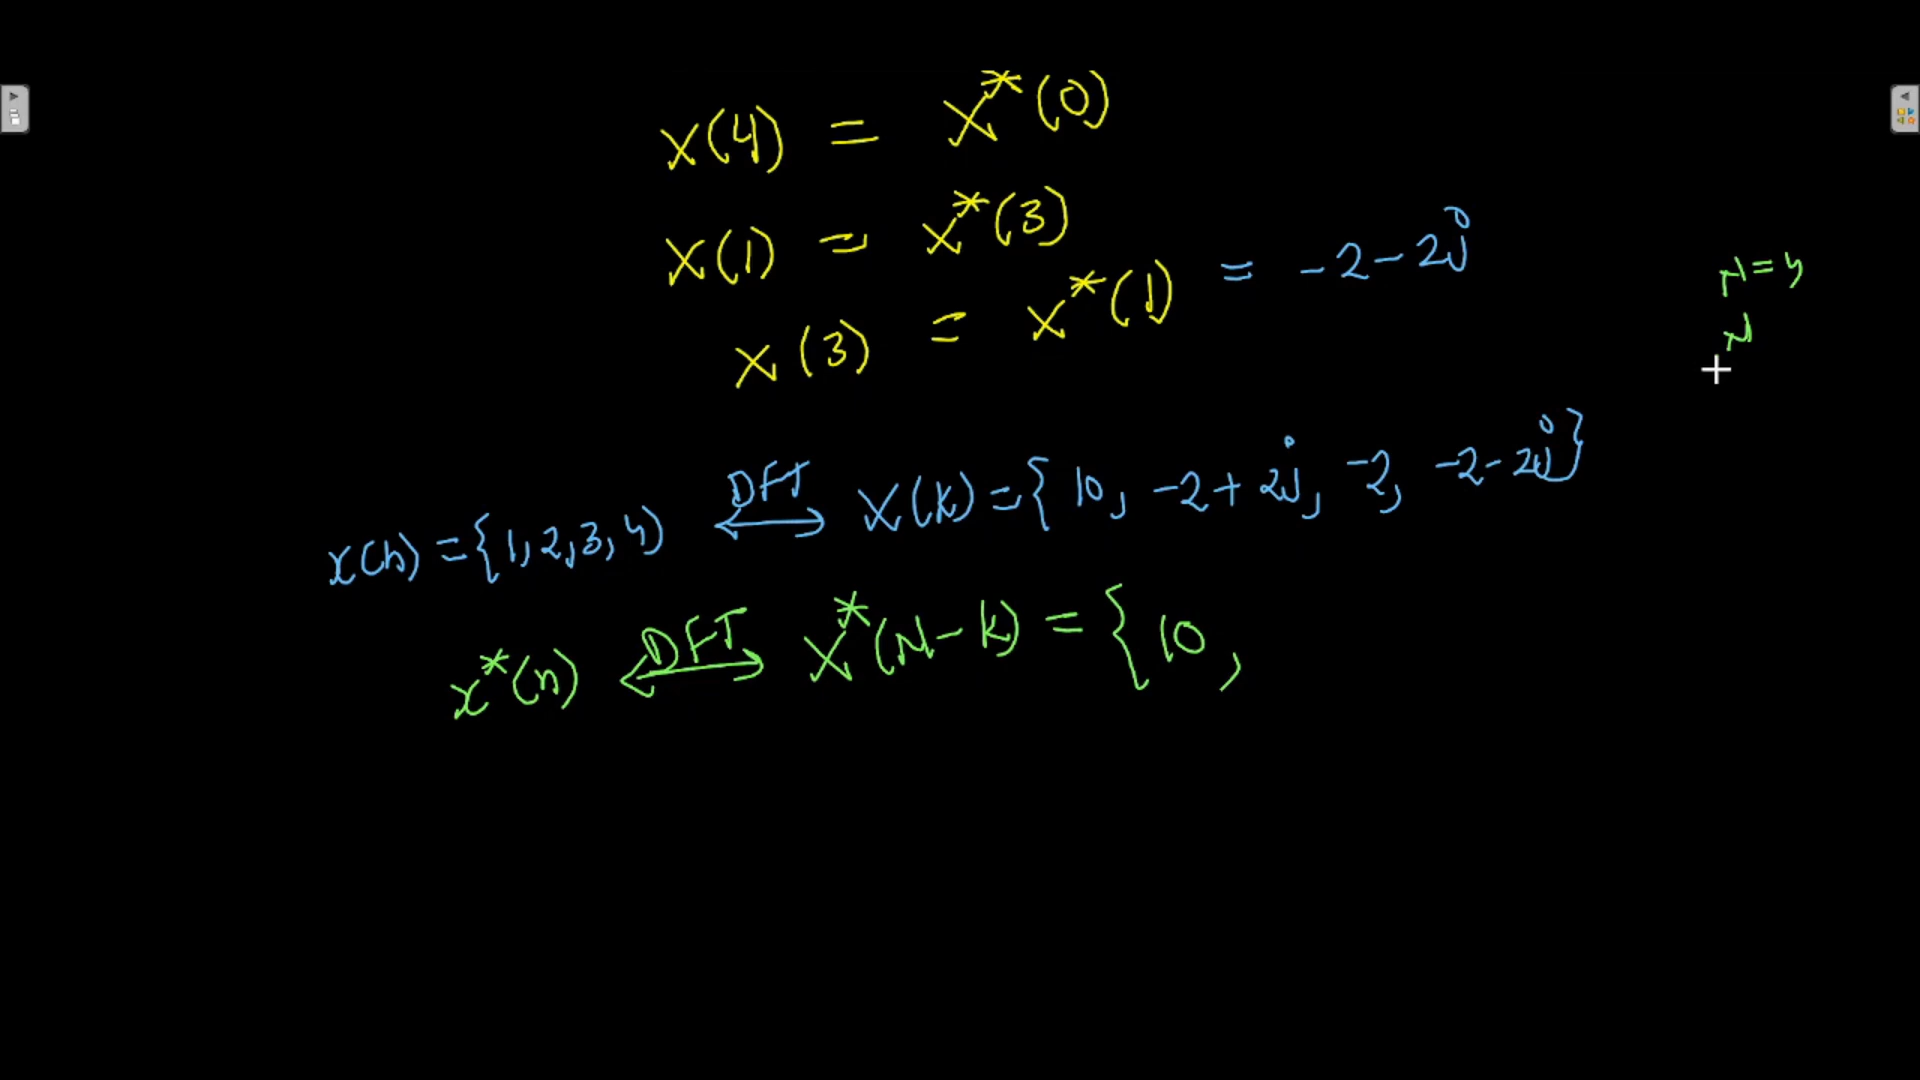 X(4) = X*(0)
X(1) = X*(3)
X(3) = X*(1) = -2-2j
N=4
N
x(n) = {1,2,3,4} DFT X(k) = {10, -2+2j, -2, -2-2j}
x*(n) DFT X*(N-k) = {10,